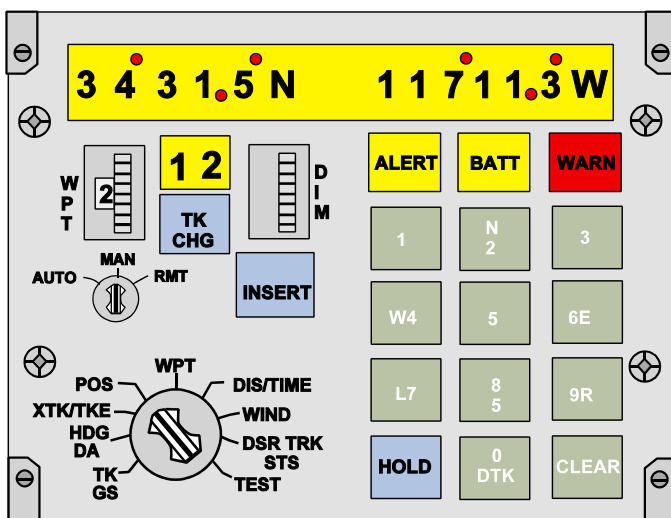 3 4 3 1.5 N 1 1 7 1 1.3 W
WPT
2
1 2
DIM
ALERT
BATT
WARN
TK
CHG
1
N
2
3
MAN
AUTO
RMT
INSERT
W4
5
6E
WPT
POS
DIS/TIME
XTK/TKE
WIND
HDG
DA
DSR TRK
STS
TK
GS
TEST
L7
8
5
9R
HOLD
0
DTK
CLEAR